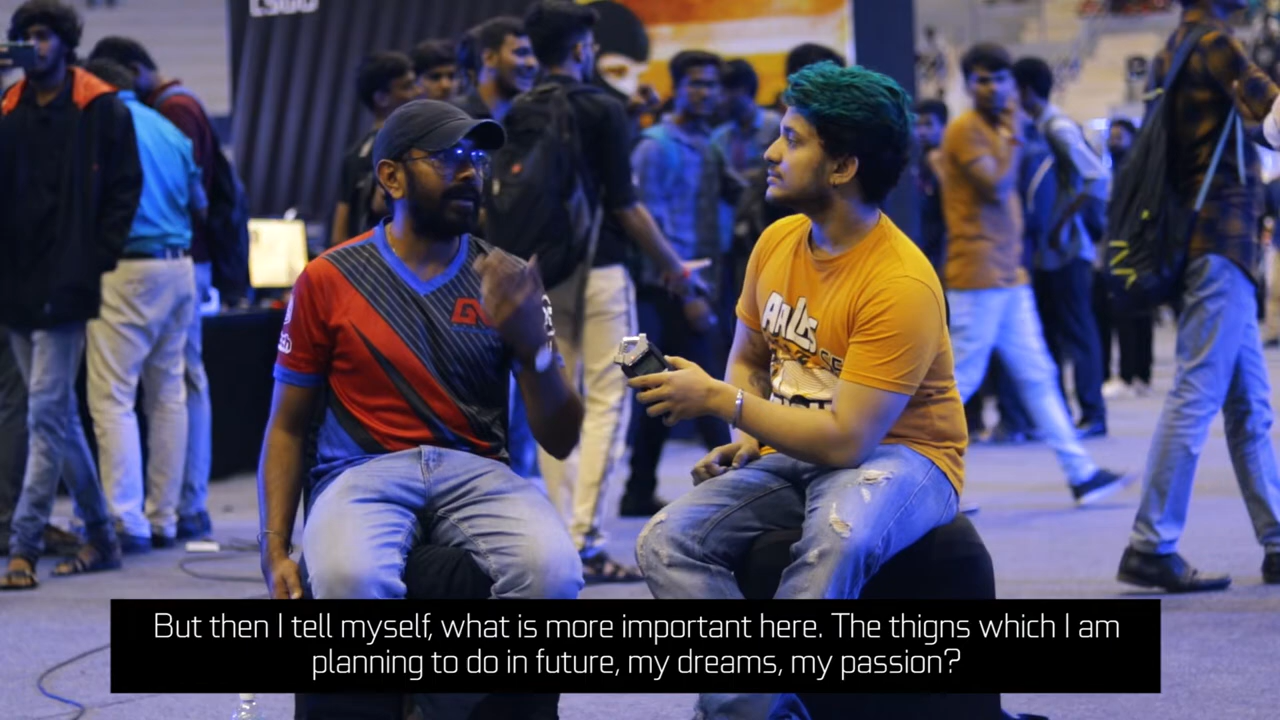 But then I tell myself, what is more important here. The thigns which I am
planning to do in future, my dreams, my passion?